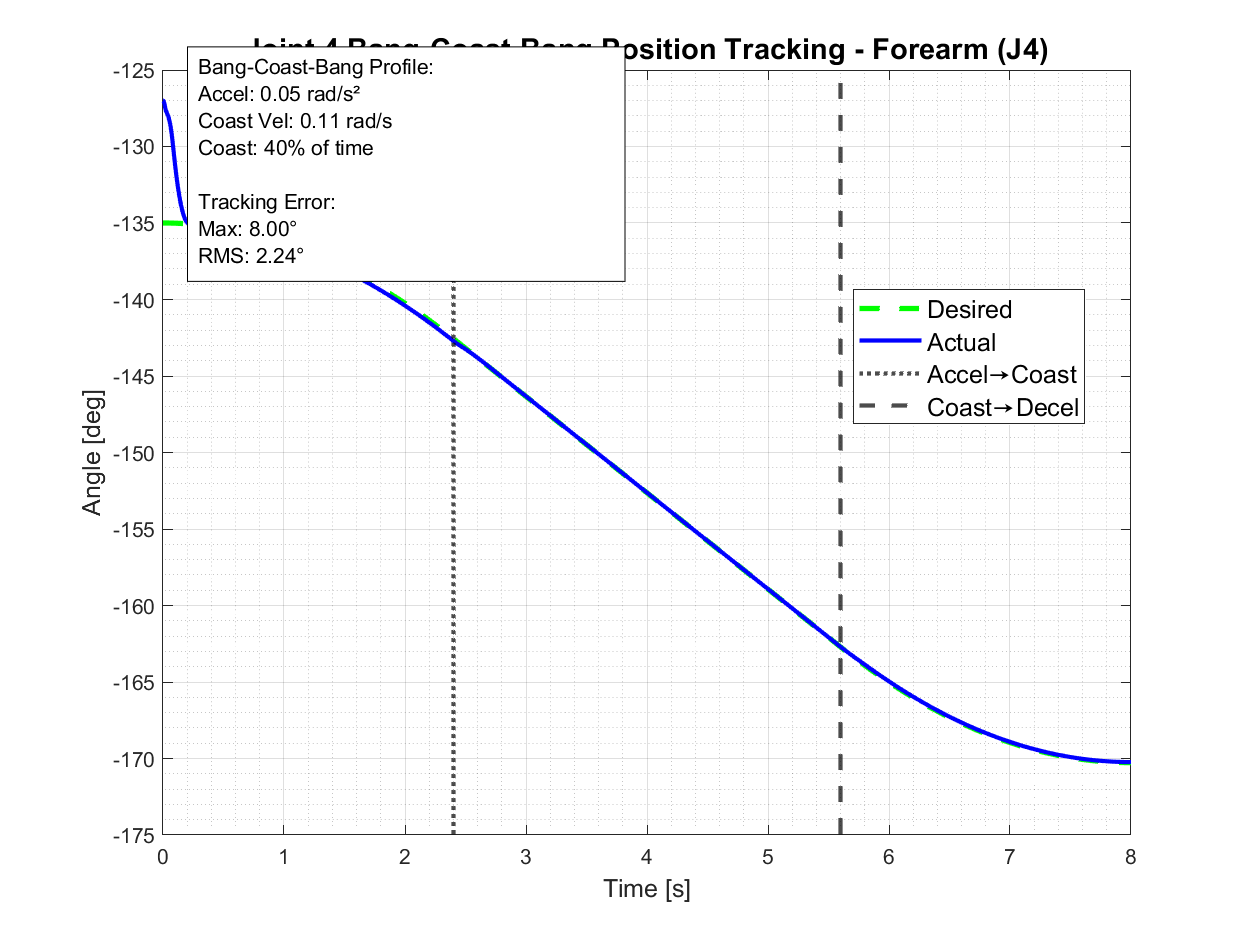 Joint 4 Bang-Coast-Bang Position Tracking - Forearm (J4)
Bang-Coast-Bang Profile:
Accel: 0.05 rad/s²
Coast Vel: 0.11 rad/s
Coast: 40% of time
Tracking Error:
Max: 8.00°
RMS: 2.24°
-125
-130
-135
-140
-145
-150
-155
-160
-165
-170
-175
Angle [deg]
Desired
Actual
Accel→Coast
Coast→Decel
0 1 2 3 4 5 6 7 8
Time [s]